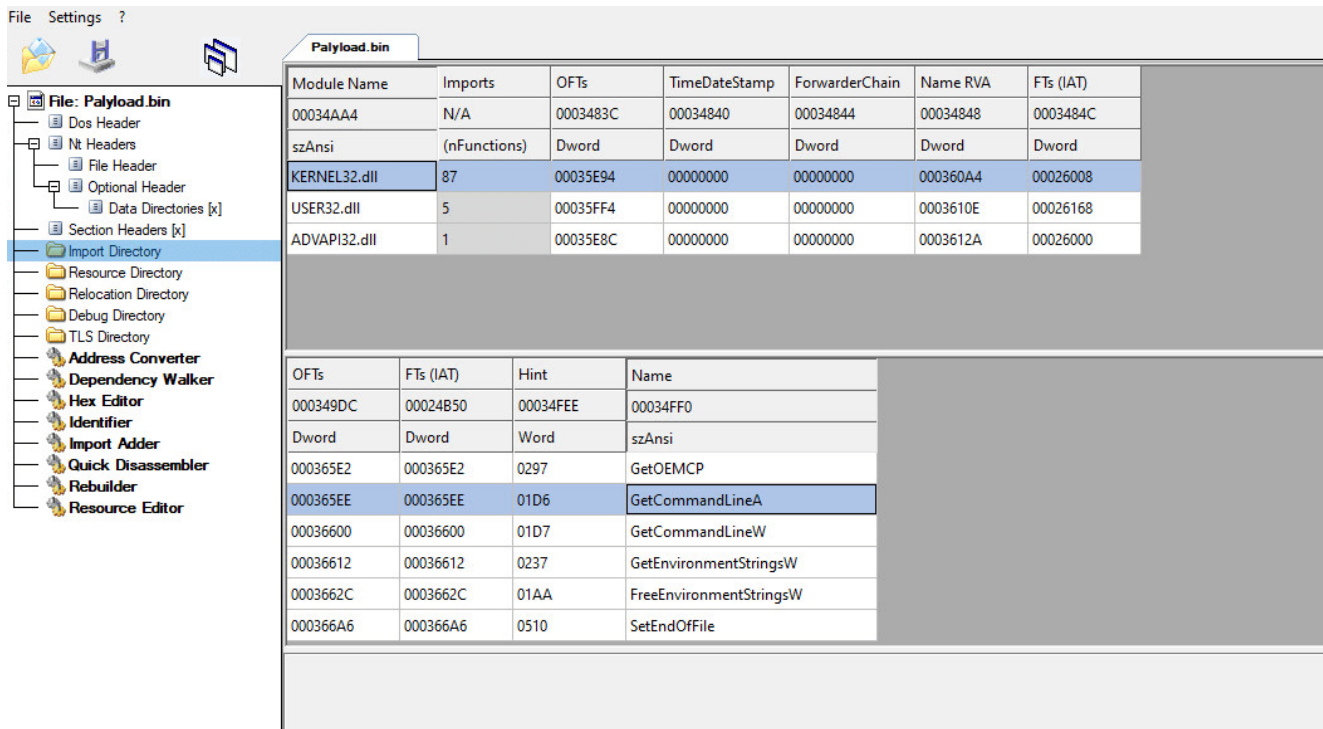 File Settings ?
Palyload.bin
File: Palyload.bin
Dos Header
Nt Headers
File Header
Optional Header
Data Directories [x]
Section Headers [x]
Import Directory
Resource Directory
Relocation Directory
Debug Directory
TLS Directory
Address Converter
Dependency Walker
Hex Editor
Identifier
Import Adder
Quick Disassembler
Rebuilder
Resource Editor
Module Name Imports OFTs TimeDateStamp ForwarderChain Name RVA FTs (IAT)
00034AA4 N/A 0003483C 00034840 00034844 00034848 0003484C
szAnsi (nFunctions) Dword Dword Dword Dword Dword
KERNEL32.dll 87 00035E94 00000000 00000000 000360A4 00026008
USER32.dll 5 00035FF4 00000000 00000000 0003610E 00026168
ADVAPI32.dll 1 00035E8C 00000000 00000000 0003612A 00026000
OFTs FTs (IAT) Hint Name
000349DC 00024B50 00034FEE 00034FF0
Dword Dword Word szAnsi
000365E2 000365E2 0297 GetOEMCP
000365EE 000365EE 01D6 GetCommandLineA
00036600 00036600 01D7 GetCommandLineW
00036612 00036612 0237 GetEnvironmentStringsW
0003662C 0003662C 01AA FreeEnvironmentStringsW
000366A6 000366A6 0510 SetEndOfFile